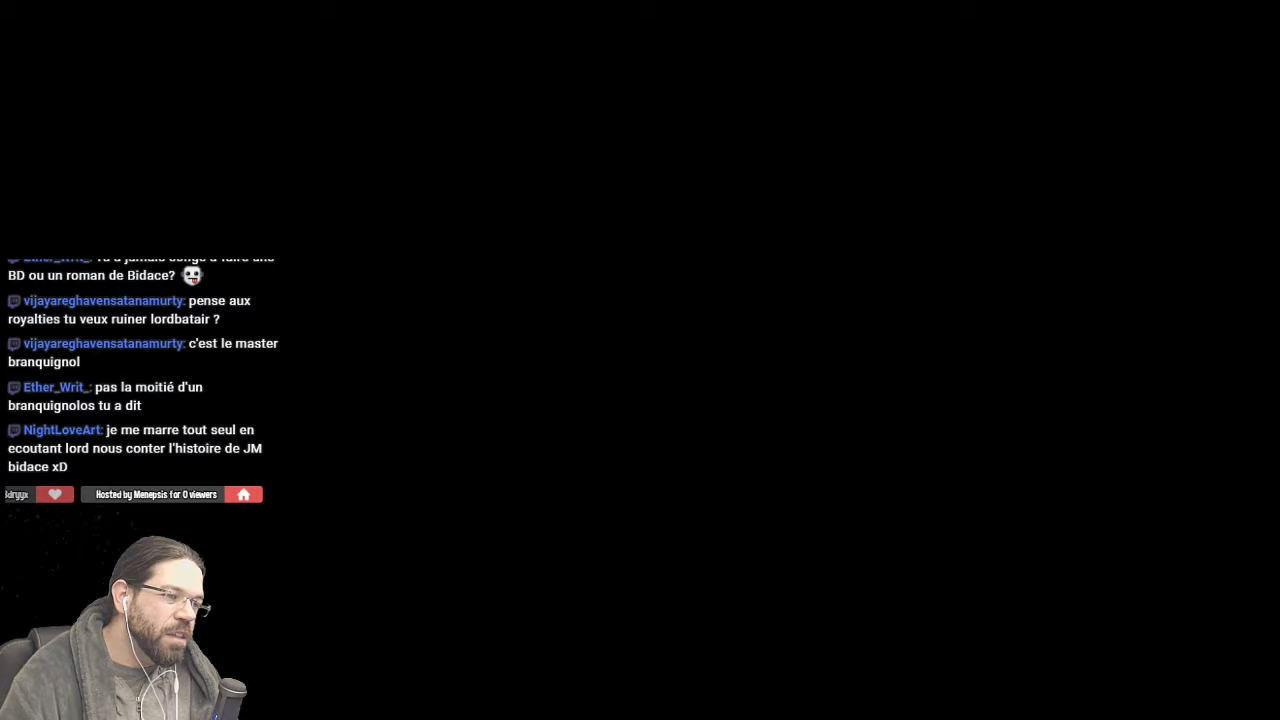 BD ou un roman de Bidace?
vijayareghavensatanamurty: pense aux
royalties tu veux ruiner lordbatair ?
vijayareghavensatanamurty: c'est le master
branquignol
Ether_Writ_: pas la moitié d'un
branquignolos tu a dit
NightLoveArt: je me marre tout seul en
ecoutant lord nous conter l'histoire de JM
bidace xD
Hosted by Menepsis for 0 viewers